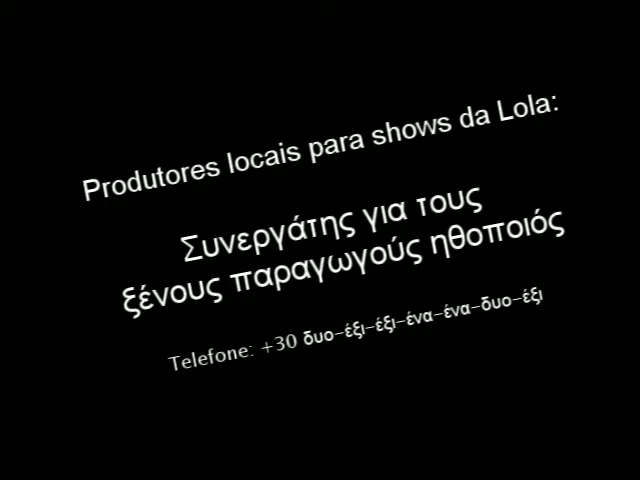 Produtores locais para shows da Lola:
Συνεργάτης για τους
ξένους παραγωγούς ηθοποιός
Telefone: +30 δυο-έξι-έξι-ένα-ένα-δυο-έξι